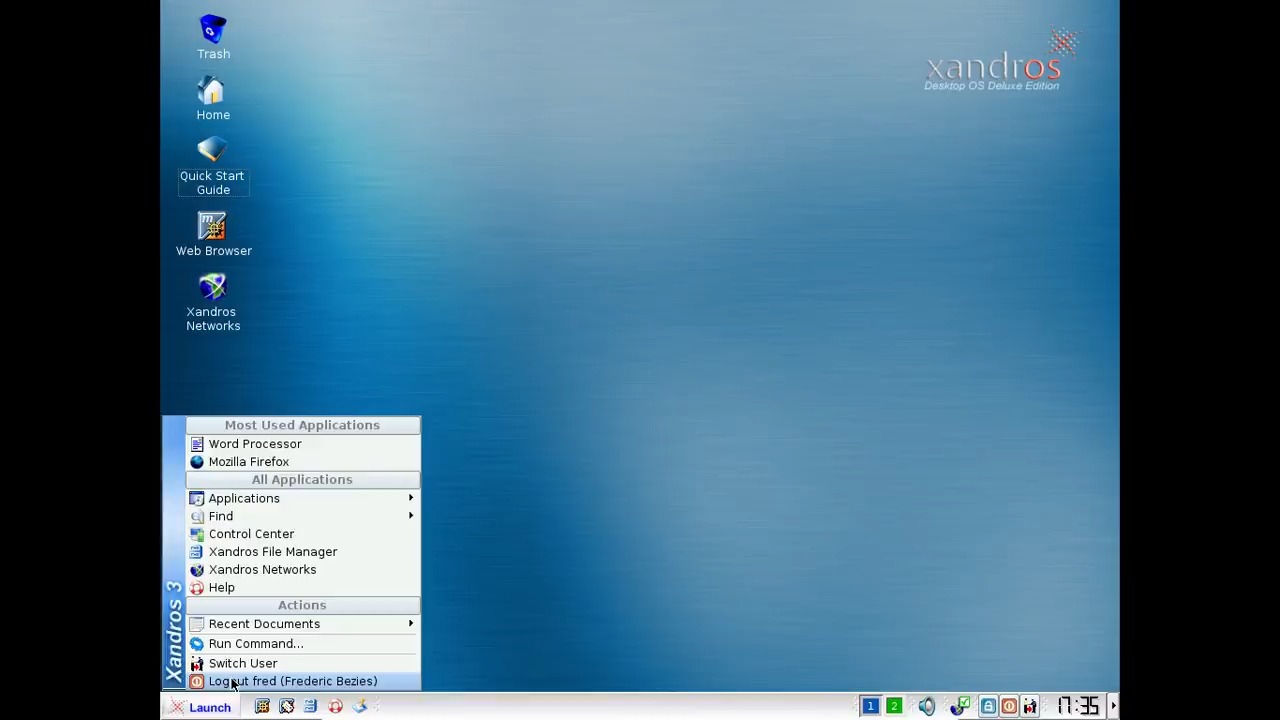 Trash
xandros
Desktop OS Deluxe Edition
Home
Quick Start
Guide
Web Browser
Xandros
Networks
Most Used Applications
Word Processor
Mozilla Firefox
All Applications
Applications
Find
Control Center
Xandros File Manager
Xandros Networks
Help
Actions
Recent Documents
Run Command...
Switch User
Logout fred (Frederic Bezies)
Xandros 3
Launch
1
2
17:35